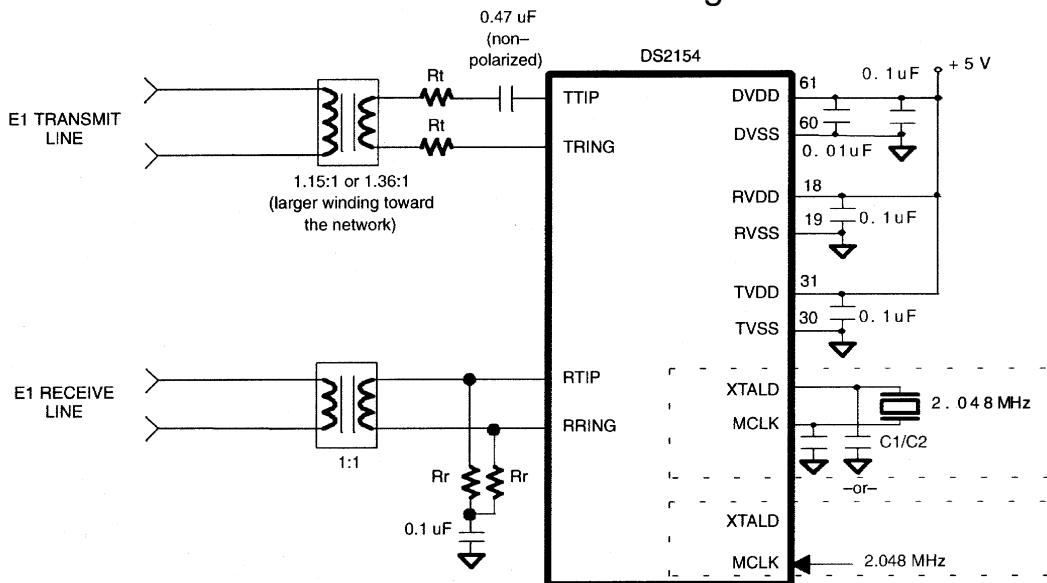 0.47 uF
(non–
polarized)
Rt
Rt
E1 TRANSMIT
LINE
1.15:1 or 1.36:1
(larger winding toward
the network)
DS2154
TTIP
TRING
DVDD
61
DVSS
60
0.1uF
+ 5 V
0.01uF
RVDD
18
RVSS
19
0.1uF
TVDD
31
TVSS
30
0.1uF
E1 RECEIVE
LINE
1:1
RTIP
RRING
Rr
Rr
0.1 uF
XTALD
MCLK
2.048MHz
C1/C2
–or–
XTALD
MCLK
2.048 MHz